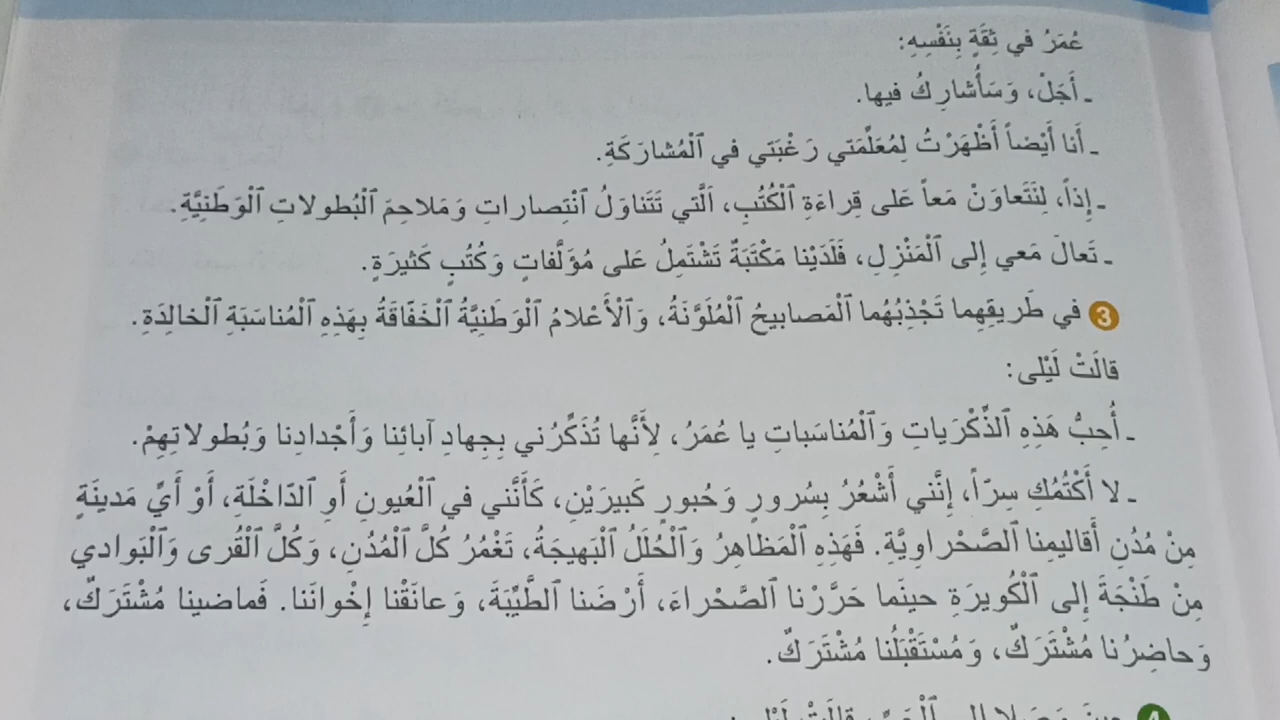 عُمَرُ في ثِقَةٍ بِنَفْسِهِ:
ـ أَجَلْ، وَسَأُشارِكُ فيها.
ـ أَنا أَيْضاً أَظْهَرْتُ لِمُعَلِّمَتي رَغْبَتي في ٱلْمُشارَكَةِ.
ـ إِذاً، لِنَتَعاوَنْ مَعاً عَلى قِراءَةِ ٱلْكُتُبِ، ٱلَّتي تَتَناوَلُ ٱنْتِصاراتِ وَمَلاحِمَ ٱلْبُطولاتِ ٱلْوَطَنِيَّةِ.
ـ تَعالَ مَعي إِلى ٱلْمَنْزِلِ، فَلَدَيْنا مَكْتَبَةٌ تَشْتَمِلُ عَلى مُؤَلَّفاتٍ وَكُتُبٍ كَثيرَةٍ.
3 في طَريقِهِما تَجْذِبُهُما ٱلْمَصابيحُ ٱلْمُلَوَّنَةُ، وَٱلْأَعْلامُ ٱلْوَطَنِيَّةُ ٱلْخَفّاقَةُ بِهَذِهِ ٱلْمُناسَبَةِ ٱلْخالِدَةِ.
قالَتْ لَيْلى:
ـ أُحِبُّ هَذِهِ ٱلذِّكْرَياتِ وَٱلْمُناسَباتِ يا عُمَرُ، لِأَنَّها تُذَكِّرُني بِجِهادِ آبائِنا وَأَجْدادِنا وَبُطولاتِهِمْ.
ـ لا أَكْتُمُكِ سِرّاً، إِنَّني أَشْعُرُ بِسُرورٍ وَحُبورٍ كَبيرَيْنِ، كَأَنَّني في ٱلْعُيونِ أَوِ ٱلدّاخْلَة، أَوْ أَيِّ مَدينَةٍ
مِنْ مُدُنِ أَقاليمِنا ٱلصَّحْراوِيَّةِ. فَهَذِهِ ٱلْمَظاهِرُ وَٱلْحُلَلُ ٱلْبَهيجَةُ، تَغْمُرُ كُلَّ ٱلْمُدُنِ، وَكُلَّ ٱلْقُرى وَٱلْبَوادي
مِنْ طَنْجَةَ إِلى ٱلْكُويرَةِ حينَما حَرَّرْنا ٱلصَّحْراءَ، أَرْضَنا ٱلطَّيِّبَةَ، وَعانَقْنا إِخْوانَنا. فَماضينا مُشْتَرَكٌ،
وَحاضِرُنا مُشْتَرَكٌ، وَمُسْتَقْبَلُنا مُشْتَرَكٌ.